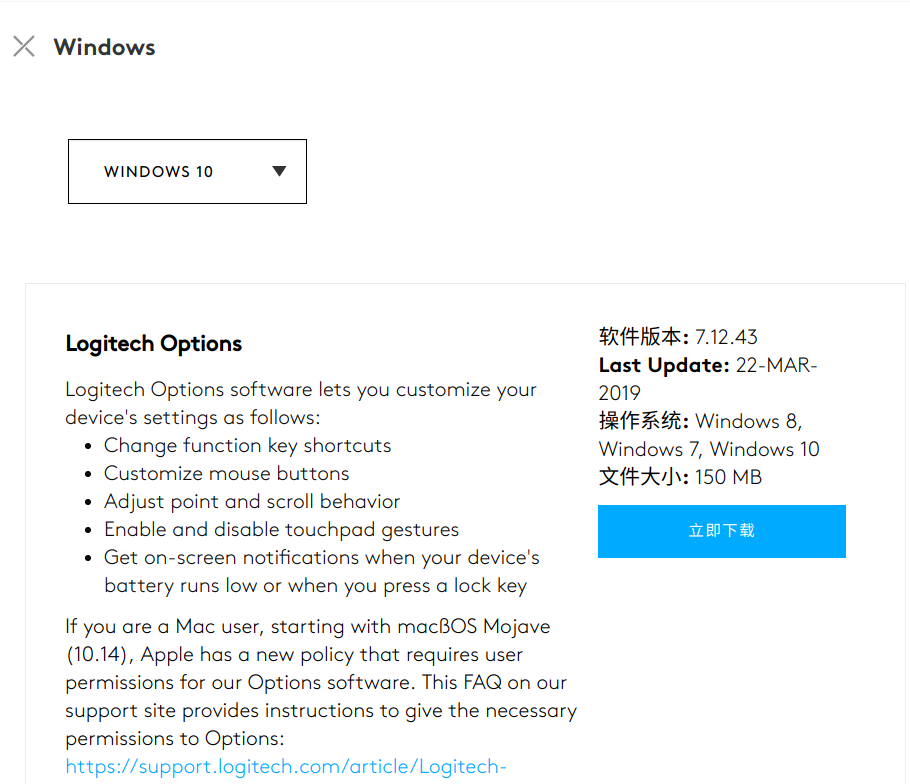 Windows
WINDOWS 10
Logitech Options
Logitech Options software lets you customize your
device's settings as follows:
Change function key shortcuts
Customize mouse buttons
Adjust point and scroll behavior
Enable and disable touchpad gestures
Get on-screen notifications when your device's
battery runs low or when you press a lock key
If you are a Mac user, starting with macßOS Mojave
(10.14), Apple has a new policy that requires user
permissions for our Options software. This FAQ on our
support site provides instructions to give the necessary
permissions to Options:
https://support.logitech.com/article/Logitech-
软件版本: 7.12.43
Last Update: 22-MAR-
2019
操作系统: Windows 8,
Windows 7, Windows 10
文件大小: 150 MB
立即下载